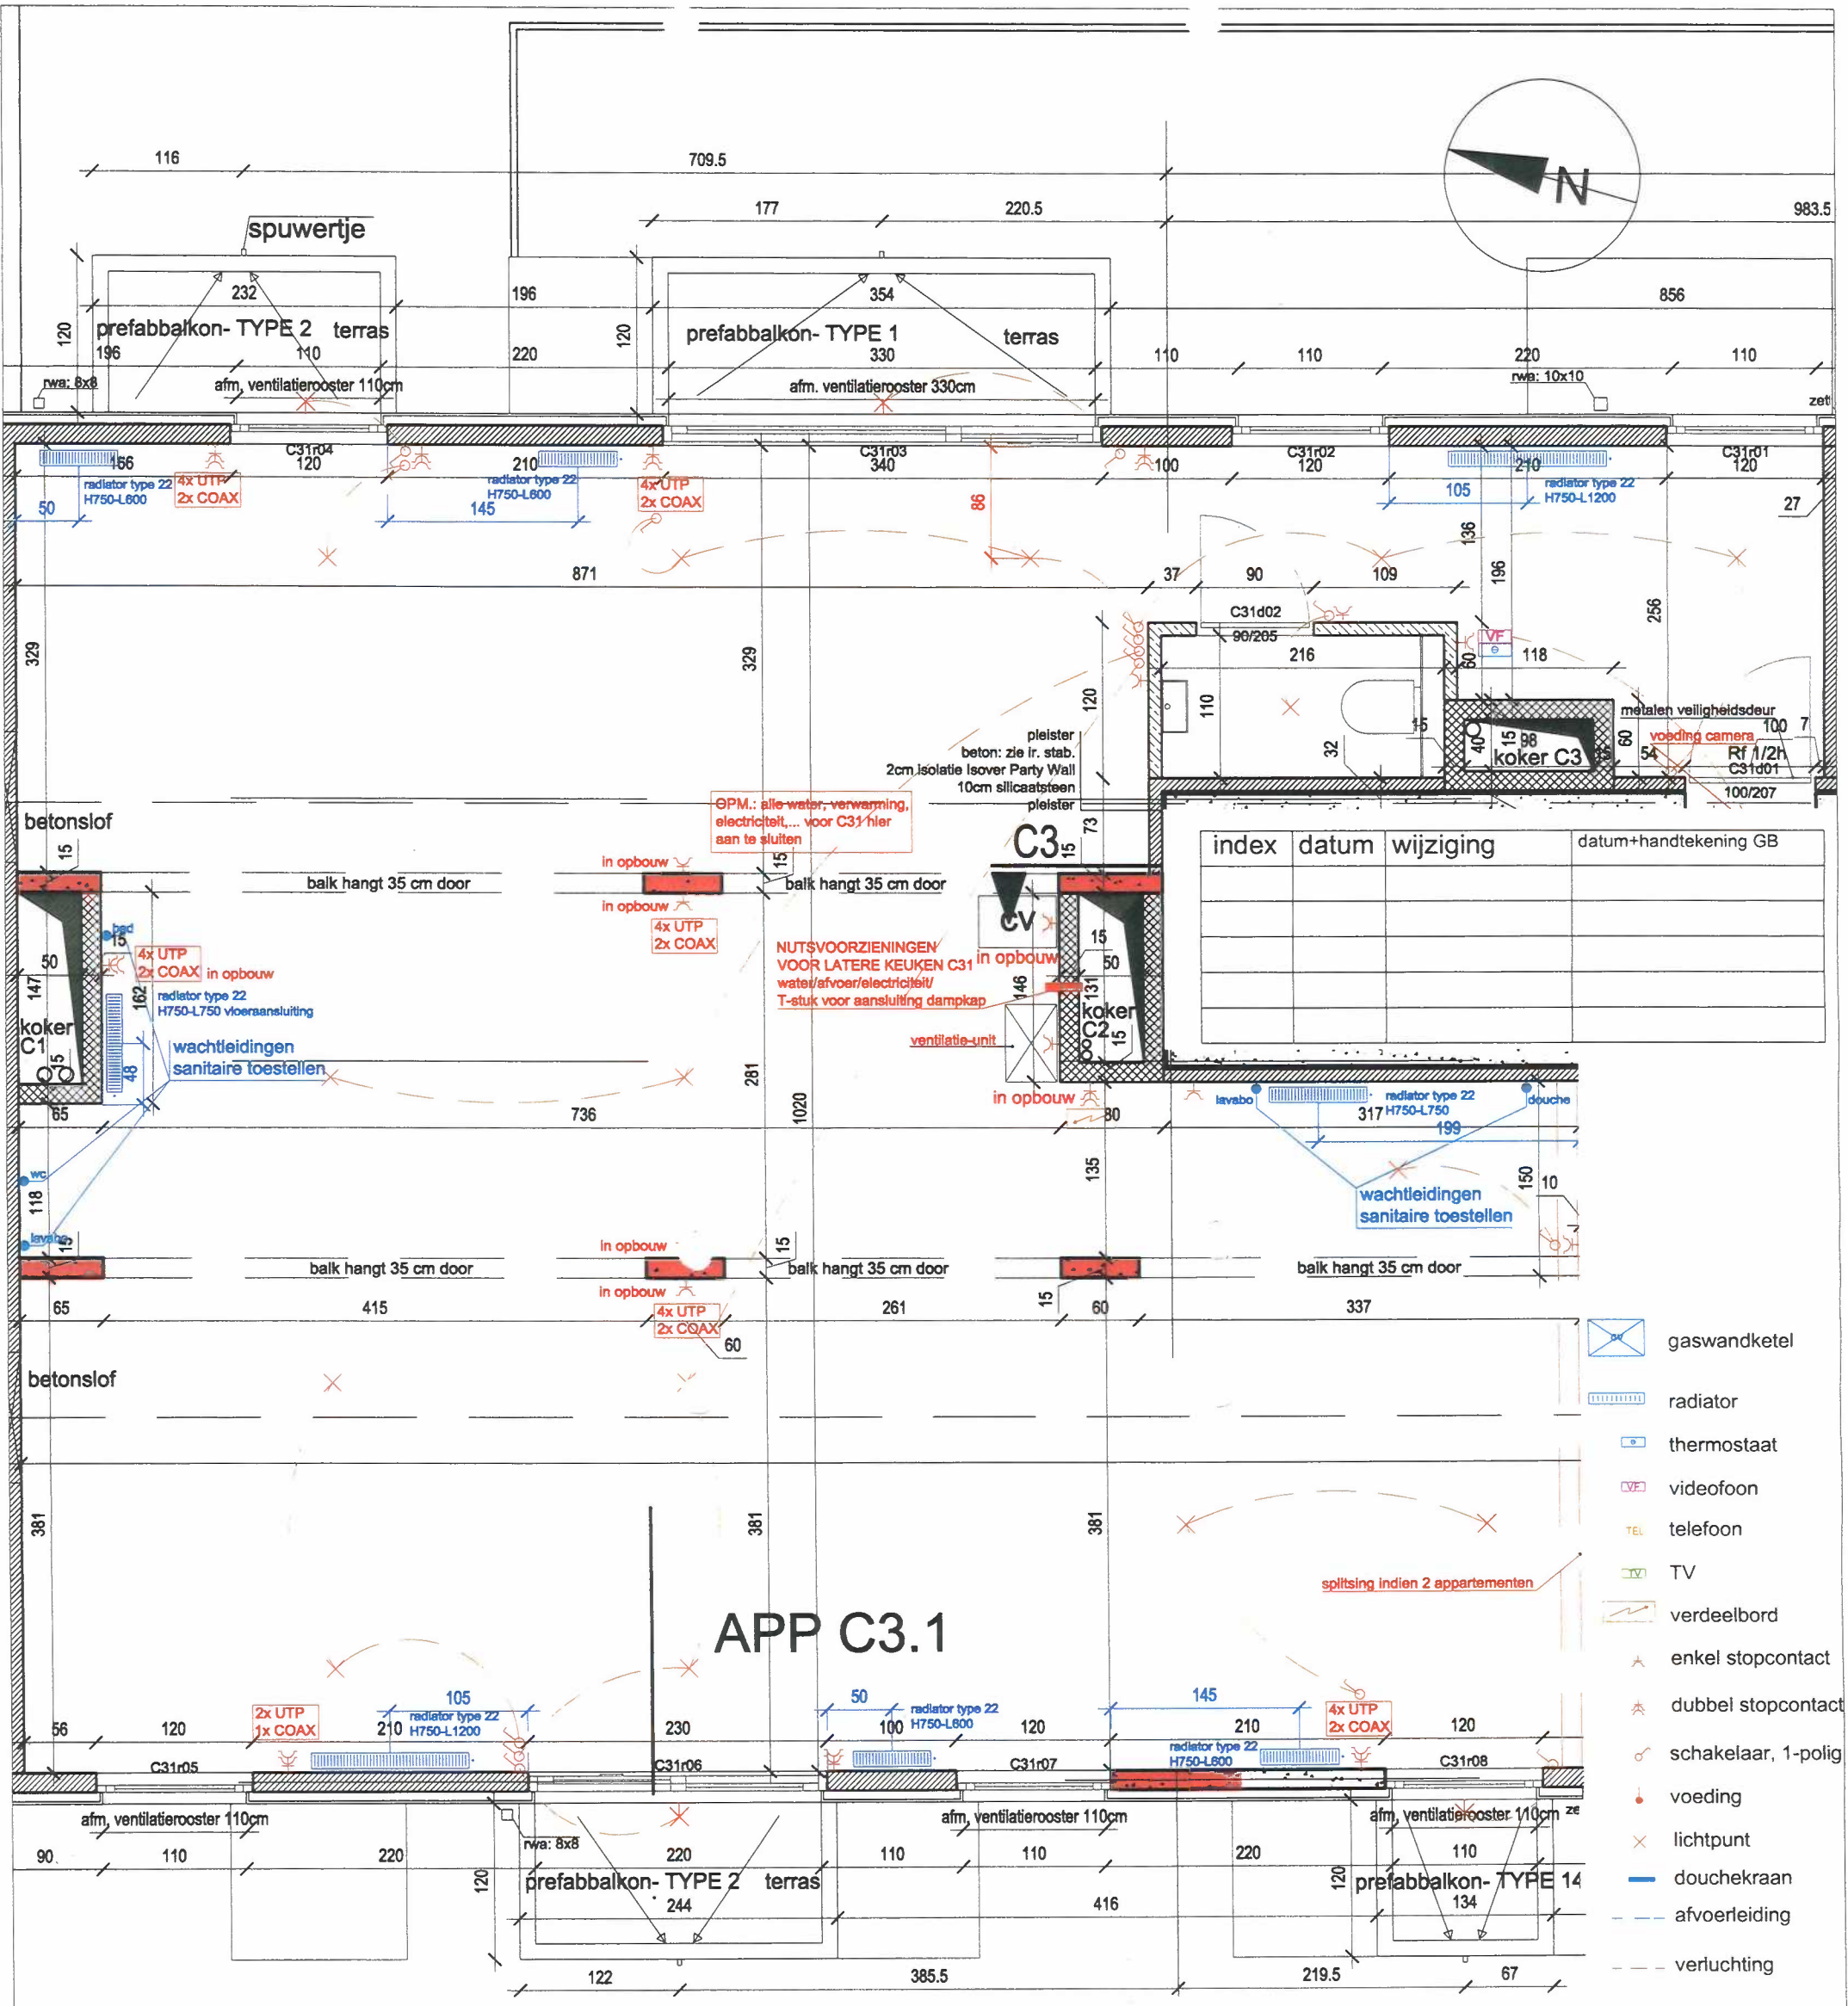 116
709.5
177
220.5
983.5
N
spuwertje
232
196
354
856
120
prefabbalkon- TYPE 2 terras
120
prefabbalkon- TYPE 1 terras
196
110
220
330
110
110
220
110
rwa: 8x8
afm, ventilatierooster 110cm
afm. ventilatierooster 330cm
rwa: 10x10
C31r04
C31r03
C31r02
C31r01
166
120
210
340
100
120
210
120
radiator type 22
H750-L600
4x UTP
2x COAX
radiator type 22
H750-L600
4x UTP
2x COAX
105
radiator type 22
H750-L1200
50
145
86
136
27
871
37
90
109
196
C31d02
90/205
256
329
329
216
VF
60
118
120
110
32
15
40
15
98
koker C3
60
54
metalen veiligheidsdeur
voeding camera
100
7
Rf 1/2h
C31d01
100/207
pleister
beton: zie ir. stab.
2cm isolatie Isover Party Wall
10cm silicaatsteen
pleister
OPM.: alle water, verwarming,
electriciteit,... voor C31 hier
aan te sluiten
73
C3
15
index
datum
wijziging
datum+handtekening GB
betonslof
15
in opbouw
15
balk hangt 35 cm door
balk hangt 35 cm door
in opbouw
4x UTP
2x COAX
CV
bad
15
4x UTP
2x COAX
in opbouw
50
147
162
radiator type 22
H750-L750 vloeraansluiting
NUTSVOORZIENINGEN
VOOR LATERE KEUKEN C31
water/afvoer/electriciteit/
T-stuk voor aansluiting dampkap
in opbouw
15
50
146
131
koker
C2
15
ventilatie-unit
koker
C1
15
48
wachtleidingen
sanitaire toestellen
281
1020
in opbouw
65
736
80
lavabo
radiator type 22
H750-L750
douche
317
199
wc
118
lavabo
15
135
150
10
wachtleidingen
sanitaire toestellen
in opbouw
15
balk hangt 35 cm door
balk hangt 35 cm door
balk hangt 35 cm door
in opbouw
4x UTP
2x COAX
65
415
60
261
15
60
337
betonslof
gaswandketel
radiator
thermostaat
VF
videofoon
TEL
telefoon
TV
TV
verdeelbord
enkel stopcontact
dubbel stopcontact
schakelaar, 1-polig
voeding
lichtpunt
douchekraan
afvoerleiding
verluchting
381
381
381
splitsing indien 2 appartementen
APP C3.1
2x UTP
1x COAX
105
radiator type 22
H750-L1200
50
radiator type 22
H750-L600
145
4x UTP
2x COAX
56
120
210
230
100
120
210
120
radiator type 22
H750-L600
C31r05
C31r06
C31r07
C31r08
afm, ventilatierooster 110cm
rwa: 8x8
afm, ventilatierooster 110cm
afm, ventilatierooster 110cm
90
110
220
220
110
110
220
110
120
prefabbalkon- TYPE 2 terras
120
prefabbalkon- TYPE 14
244
416
134
122
385.5
219.5
67